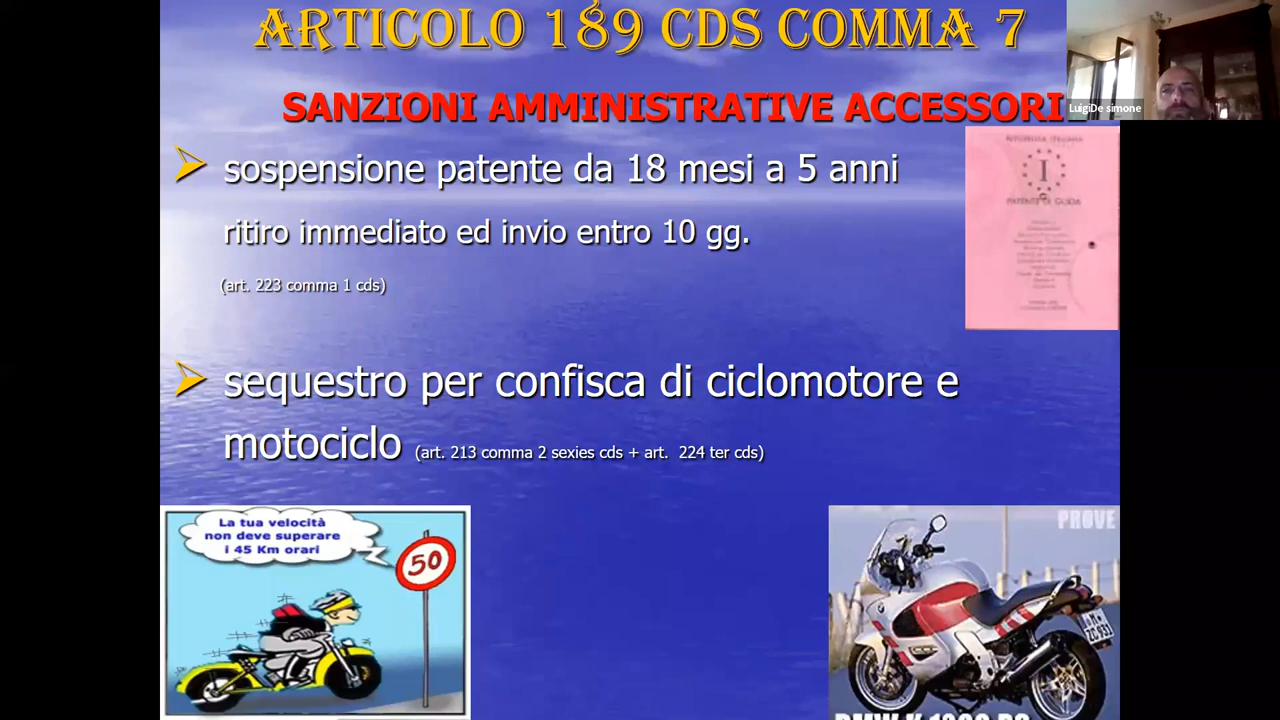 ARTICOLO 189 CDS COMMA 7
SANZIONI AMMINISTRATIVE ACCESSORI
LuigiDe simone
sospensione patente da 18 mesi a 5 anni
ritiro immediato ed invio entro 10 gg.
(art. 223 comma 1 cds)
I
PATENTE DI GUIDA
sequestro per confisca di ciclomotore e
motociclo (art. 213 comma 2 sexies cds + art. 224 ter cds)
La tua velocità
non deve superare
i 45 Km orari
50
PROVE